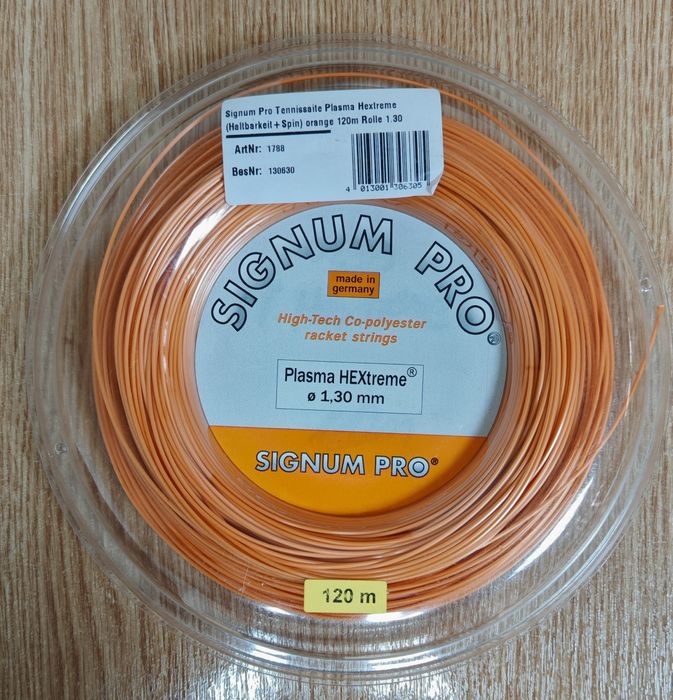 Signum Pro Tennissaite Plasma Hextreme
(Haltbarkeit+Spin) orange 120m Rolle 1.30
ArtNr: 1788
BesNr: 130630
4 013001 306305
SIGNUM PRO®
made in
germany
High-Tech Co-polyester
racket strings
Plasma HEXtreme®
ø 1,30 mm
SIGNUM PRO®
120 m